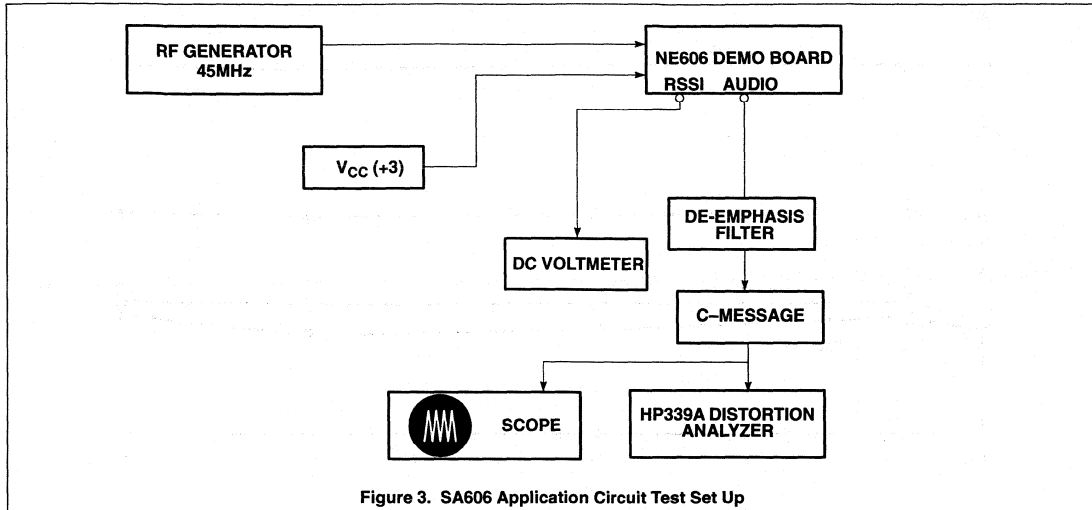 RF GENERATOR
45MHz
NE606 DEMO BOARD
RSSI AUDIO
VCC (+3)
DE-EMPHASIS
FILTER
DC VOLTMETER
C–MESSAGE
SCOPE
HP339A DISTORTION
ANALYZER
Figure 3. SA606 Application Circuit Test Set Up